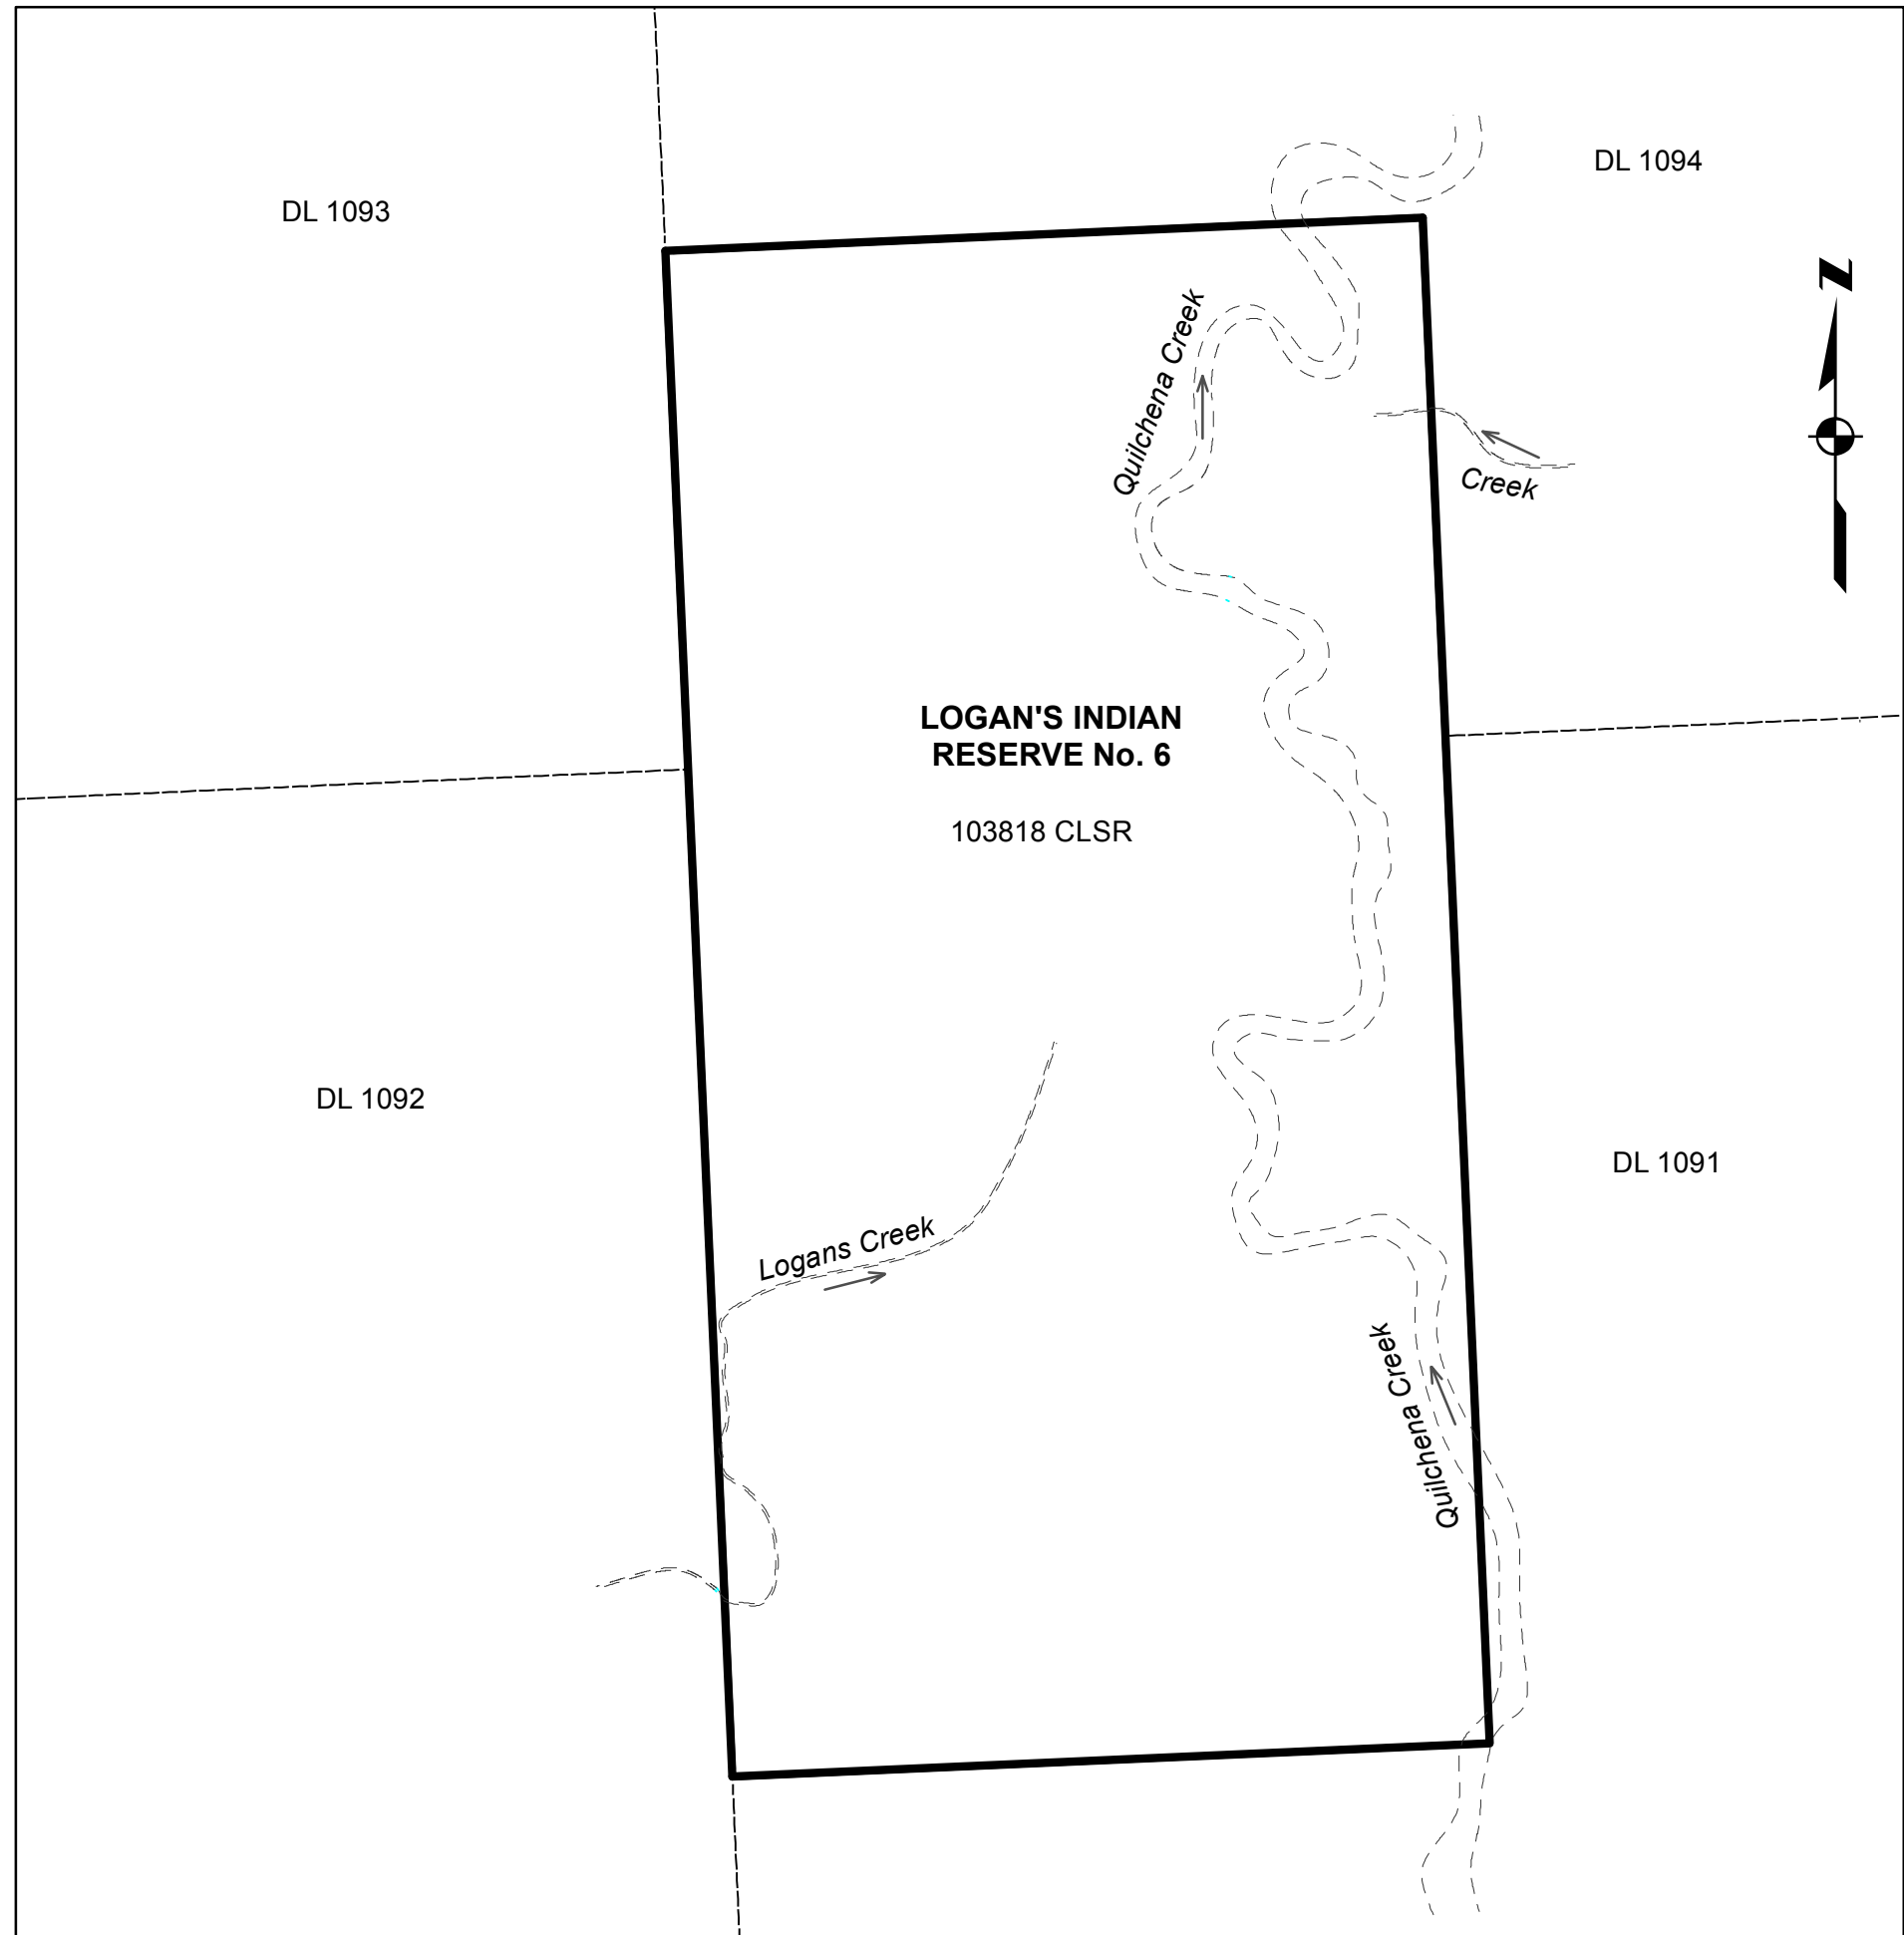 DL 1094
DL 1093
N
Quilchena Creek
Creek
LOGAN'S INDIAN
RESERVE No. 6
103818 CLSR
DL 1092
DL 1091
Logans Creek
Quilchena Creek